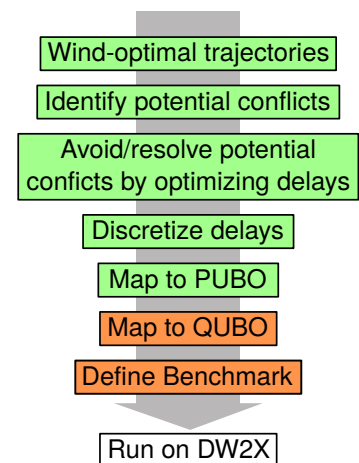 Wind-optimal trajectories
Identify potential conflicts
Avoid/resolve potential
conficts by optimizing delays
Discretize delays
Map to PUBO
Map to QUBO
Define Benchmark
Run on DW2X